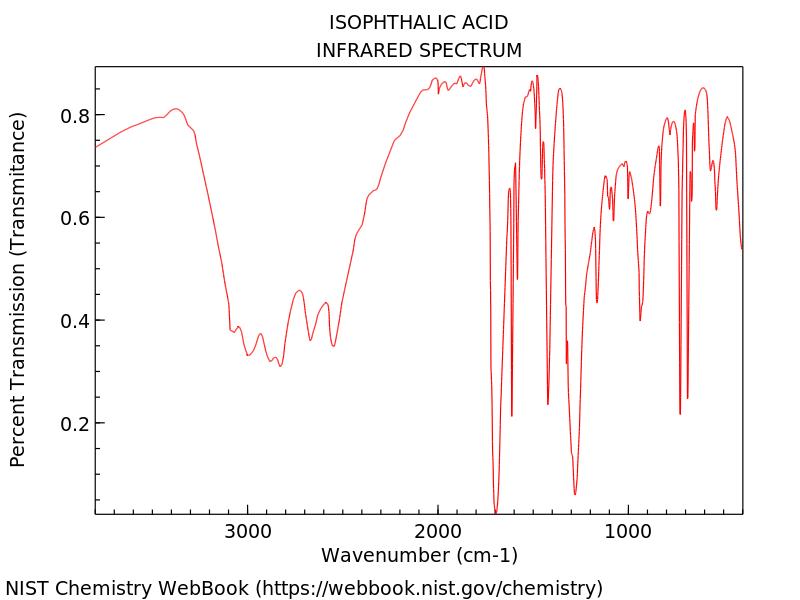 ISOPHTHALIC ACID
INFRARED SPECTRUM
Percent Transmission (Transmitance)
0.8
0.6
0.4
0.2
3000 2000 1000
Wavenumber (cm-1)
NIST Chemistry WebBook (https://webbook.nist.gov/chemistry)